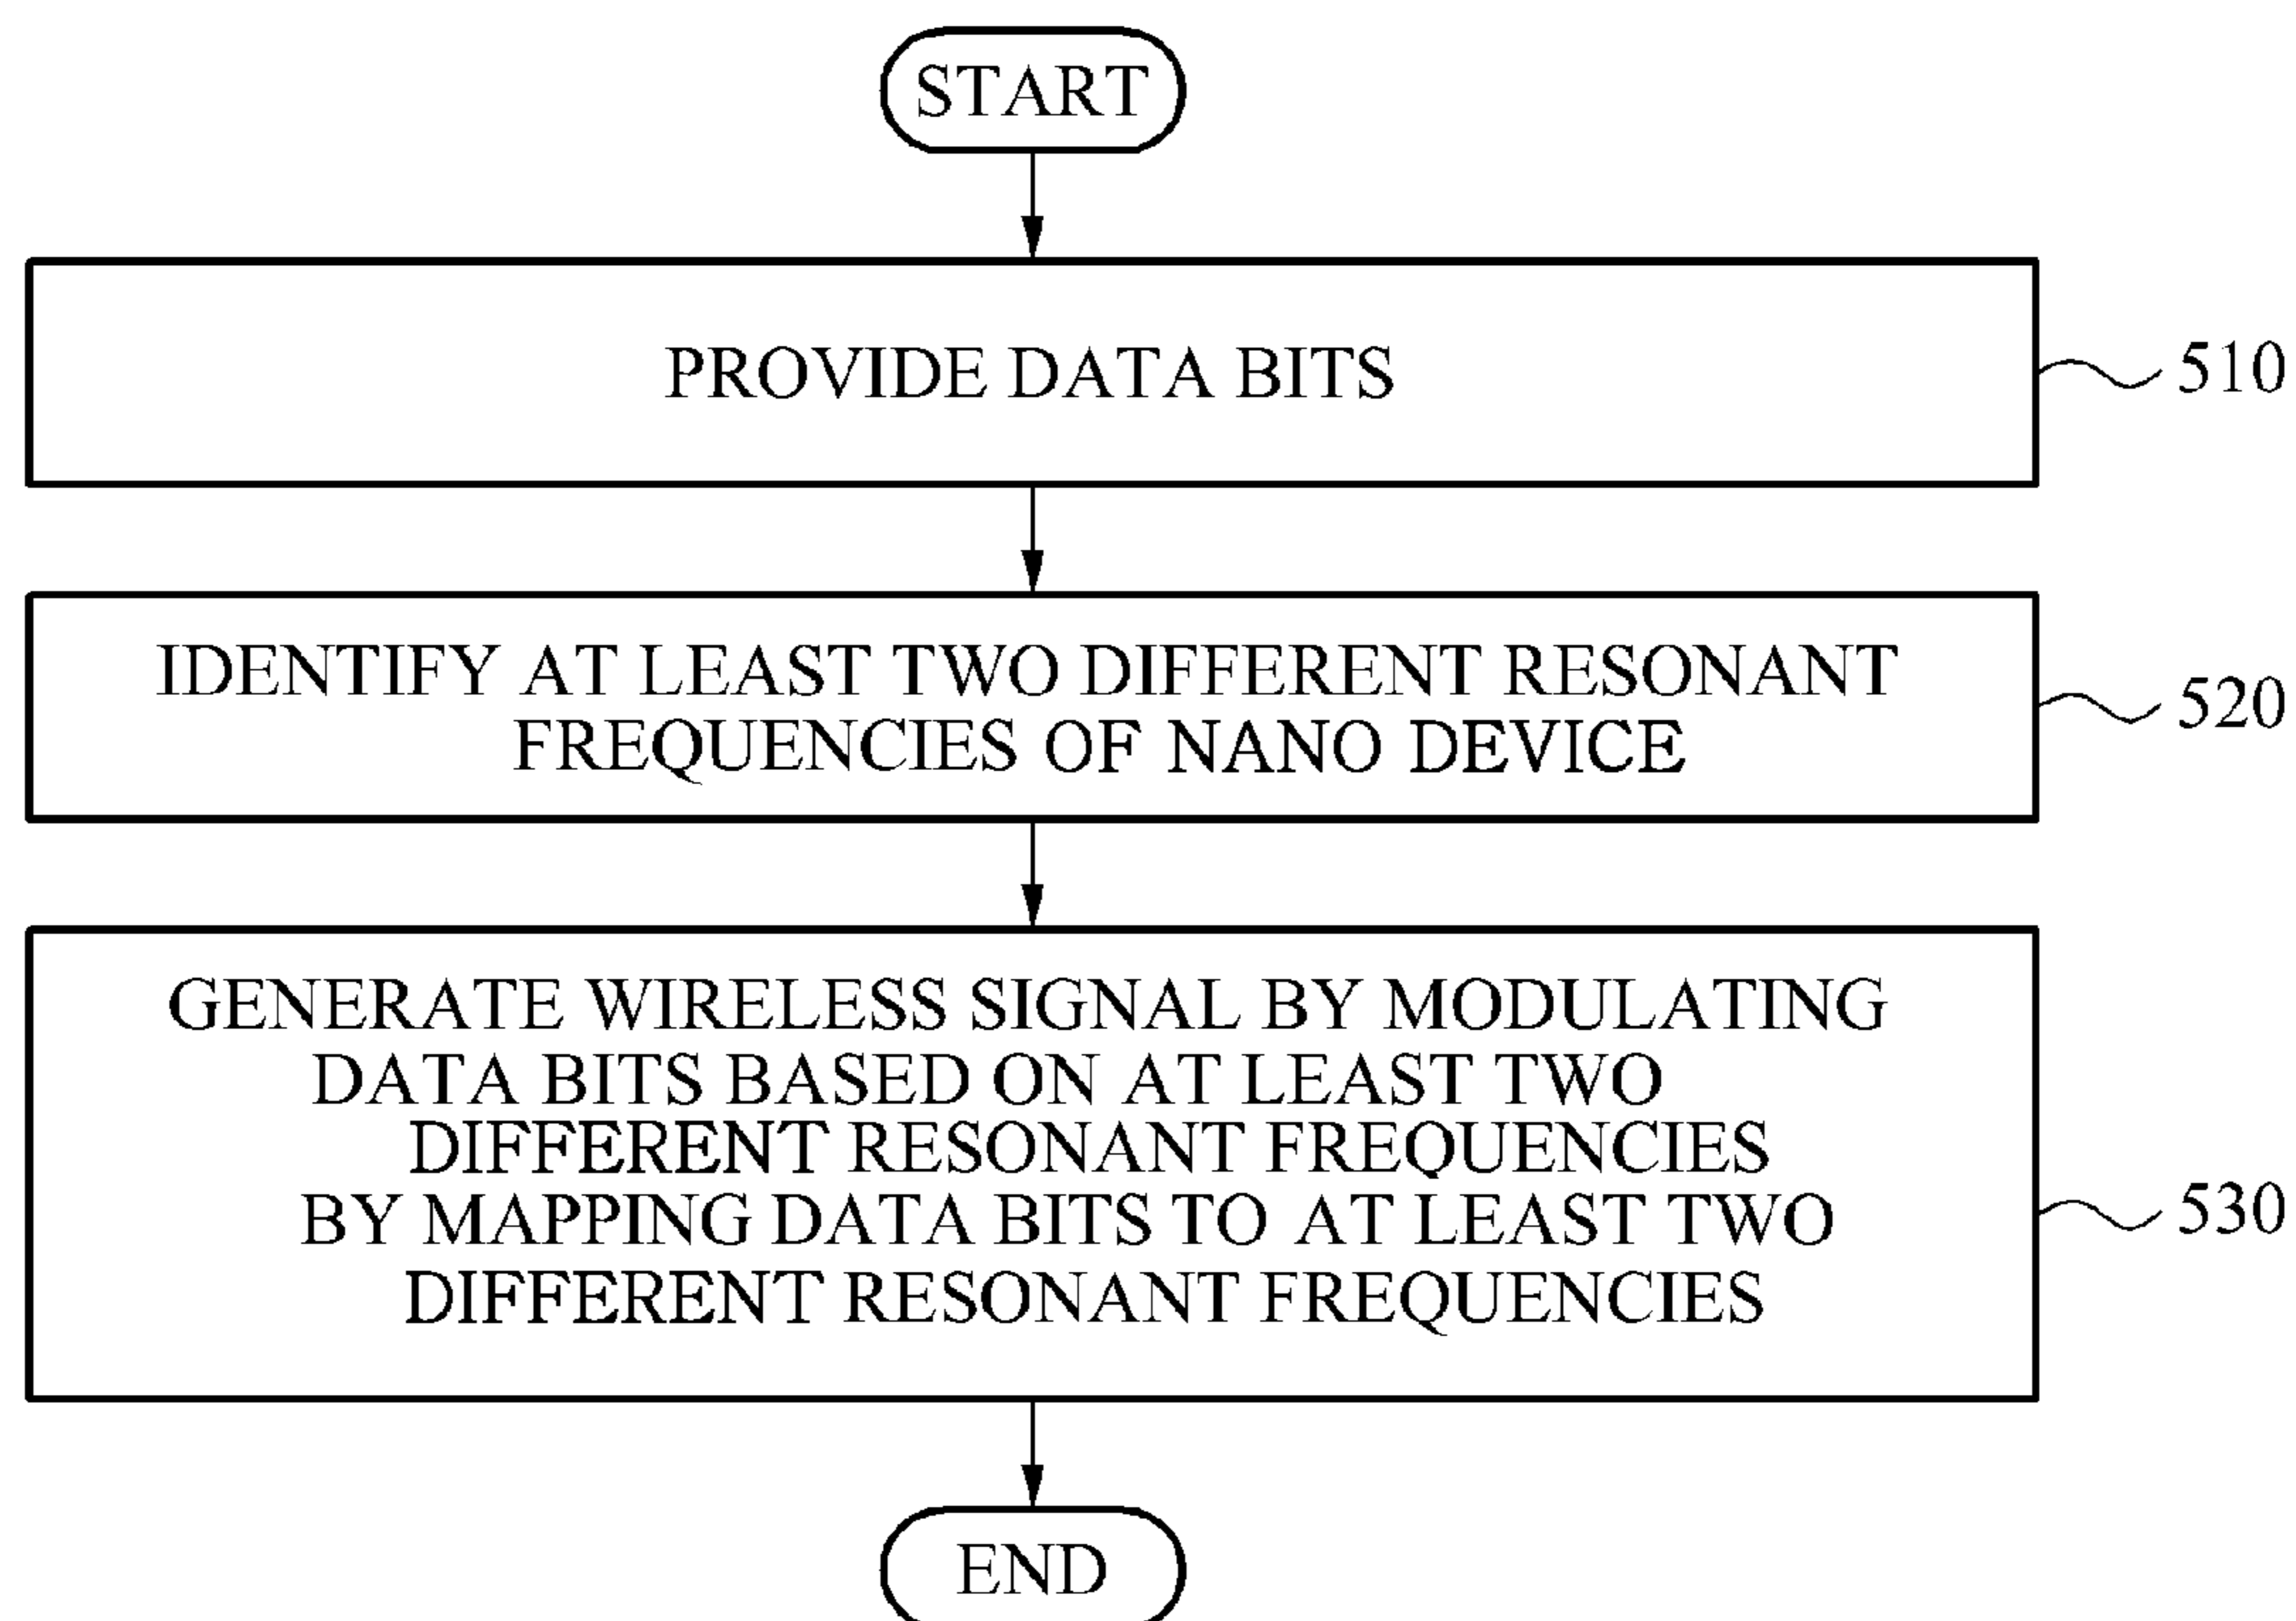 START
PROVIDE DATA BITS
510
IDENTIFY AT LEAST TWO DIFFERENT RESONANT
FREQUENCIES OF NANO DEVICE
520
GENERATE WIRELESS SIGNAL BY MODULATING
DATA BITS BASED ON AT LEAST TWO
DIFFERENT RESONANT FREQUENCIES
BY MAPPING DATA BITS TO AT LEAST TWO
DIFFERENT RESONANT FREQUENCIES
530
END